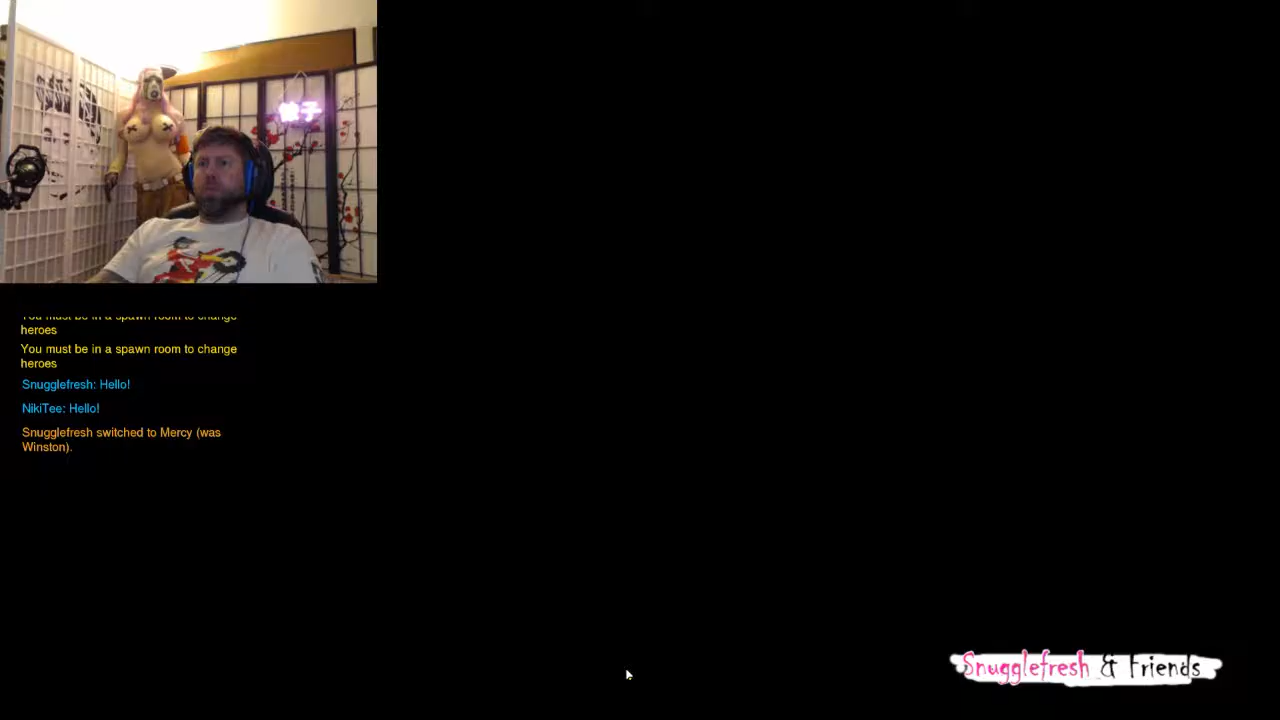 You must be in a spawn room to change
heroes
You must be in a spawn room to change
heroes
Snugglefresh: Hello!
NikiTee: Hello!
Snugglefresh switched to Mercy (was
Winston).
Snugglefresh & Friends